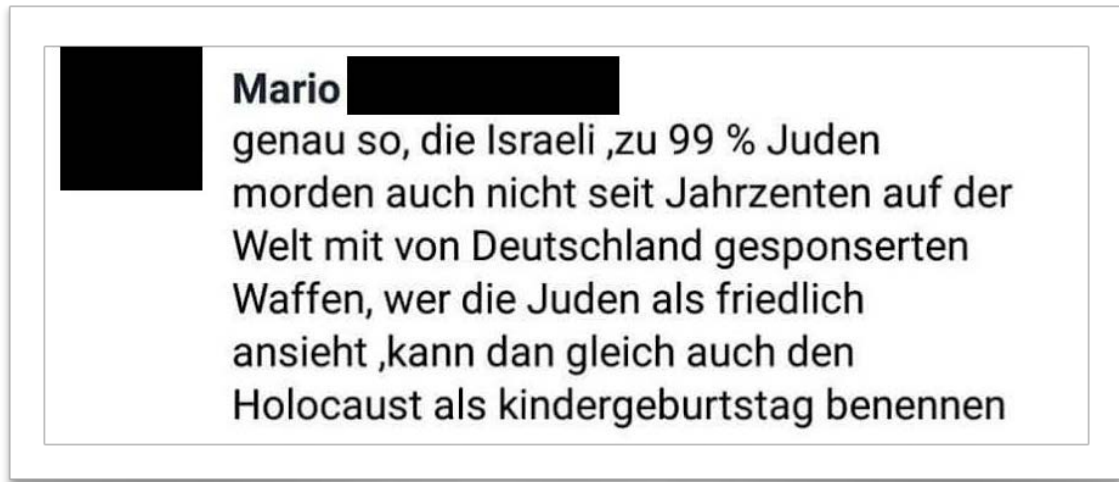 Mario
genau so, die Israeli ,zu 99 % Juden
morden auch nicht seit Jahrzenten auf der
Welt mit von Deutschland gesponserten
Waffen, wer die Juden als friedlich
ansieht ,kann dan gleich auch den
Holocaust als kindergeburtstag benennen